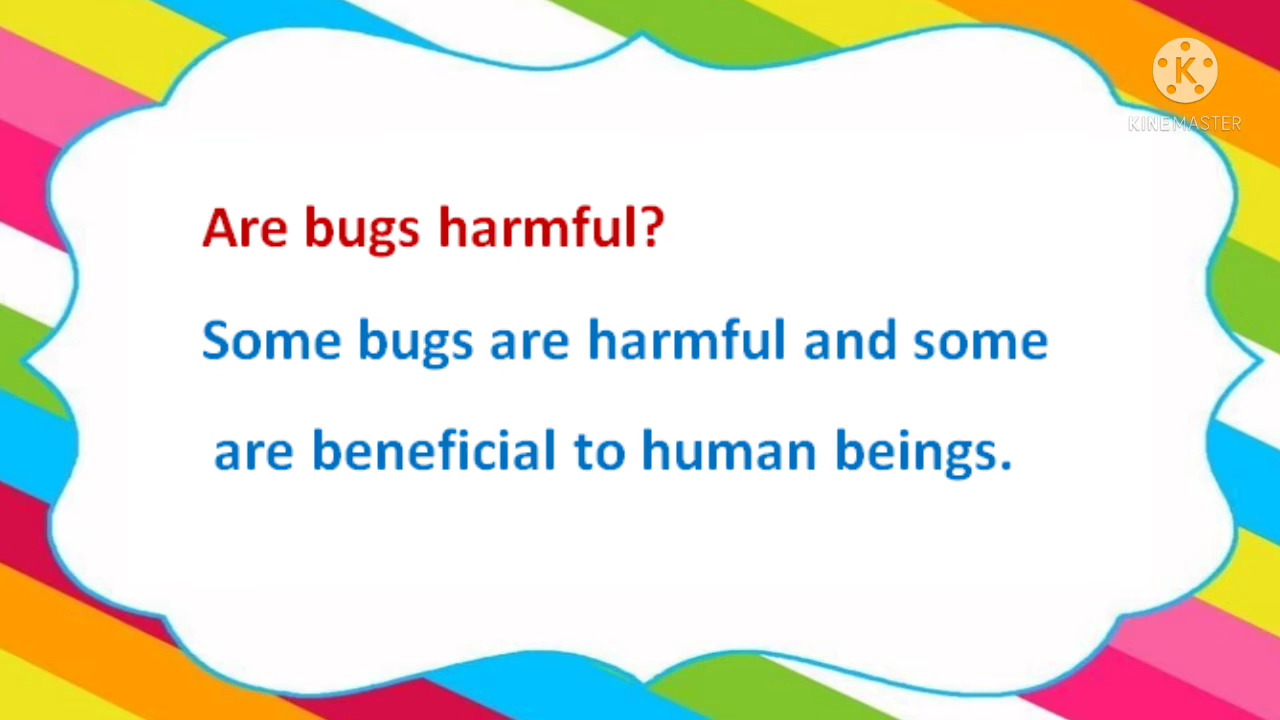 K
KINEMASTER
Are bugs harmful?
Some bugs are harmful and some
are beneficial to human beings.